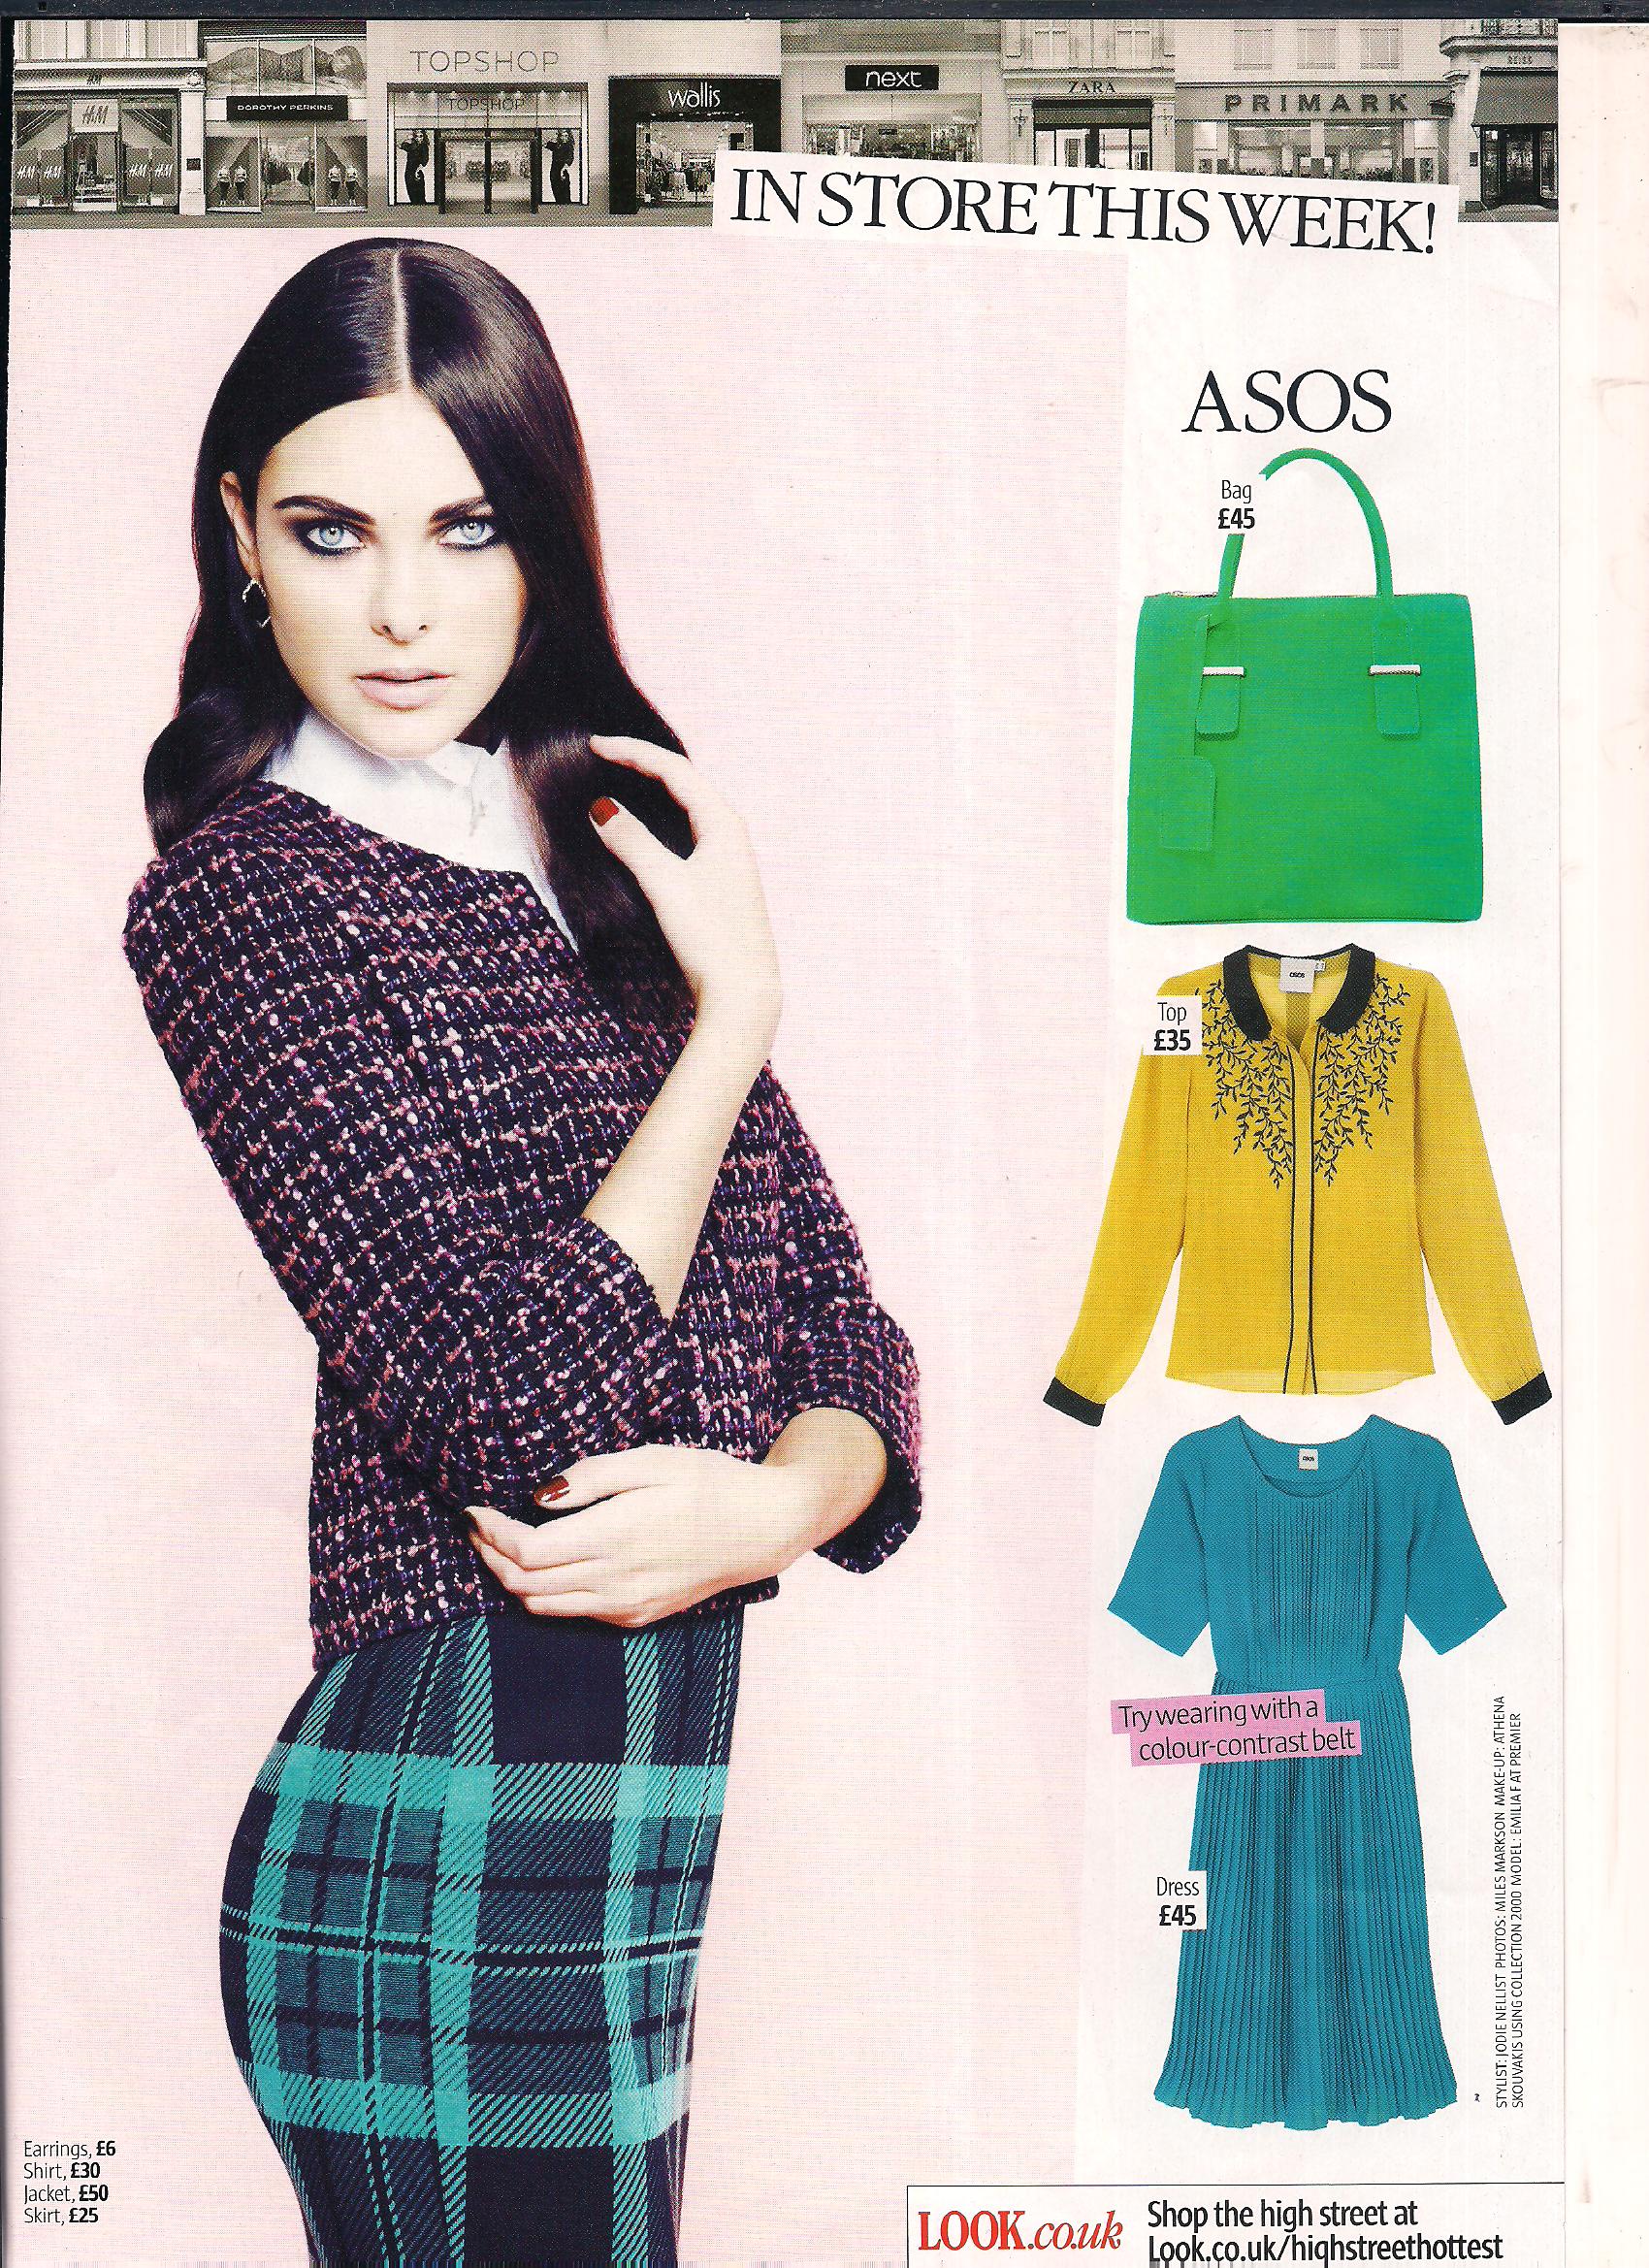 H&M
H&M
H&M H&M
H&M H&M
DOROTHY PERKINS
TOPSHOP
TOPSHOP
wallis
next
ZARA
PRIMARK
REISS
IN STORE THIS WEEK!
ASOS
Bag
£45
asos
Top
£35
asos
Try wearing with a
colour-contrast belt
Dress
£45
STYLIST: JODIE NELLIST PHOTOS: MILES MARKSON MAKE-UP: ATHENA
SKOUVAKIS USING COLLECTION 2000 MODEL: EMILIA F AT PREMIER
Earrings, £6
Shirt, £30
Jacket, £50
Skirt, £25
LOOK.co.uk
Shop the high street at
Look.co.uk/highstreethottest